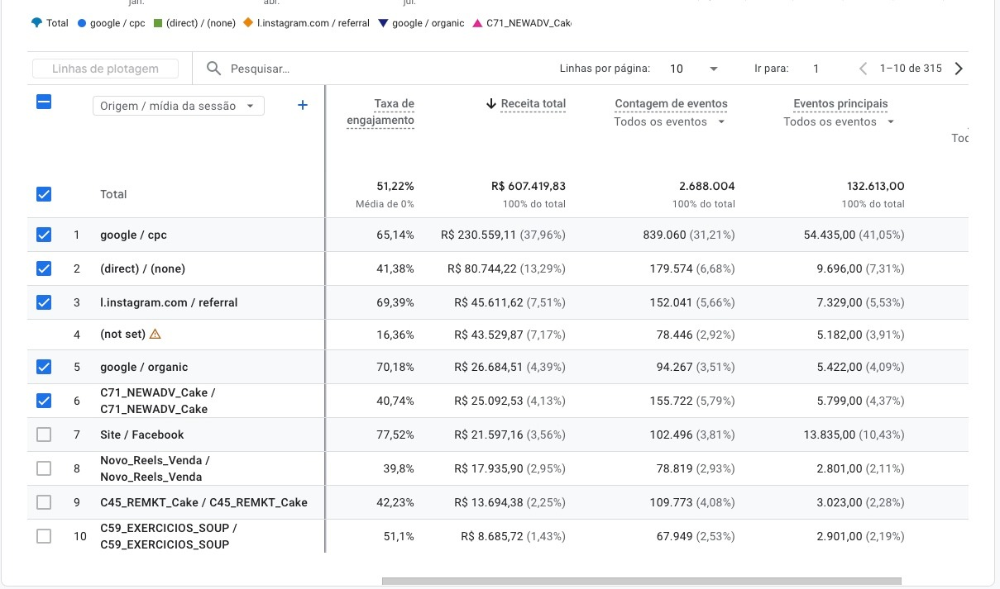 jan.
abr.
jul.
Total google / cpc (direct) / (none) l.instagram.com / referral google / organic C71_NEWADV_Cak
Linhas de plotagem Pesquisar... Linhas por página: 10 Ir para: 1 1–10 de 315
Origem / mídia da sessão + Taxa de engajamento Receita total Contagem de eventos Eventos principais
Todos os eventos Todos os eventos
Toc
Total 51,22% R$ 607.419,83 2.688.004 132.613,00
Média de 0% 100% do total 100% do total 100% do total
1 google / cpc 65,14% R$ 230.559,11 (37,96%) 839.060 (31,21%) 54.435,00 (41,05%)
2 (direct) / (none) 41,38% R$ 80.744,22 (13,29%) 179.574 (6,68%) 9.696,00 (7,31%)
3 l.instagram.com / referral 69,39% R$ 45.611,62 (7,51%) 152.041 (5,66%) 7.329,00 (5,53%)
4 (not set) 16,36% R$ 43.529,87 (7,17%) 78.446 (2,92%) 5.182,00 (3,91%)
5 google / organic 70,18% R$ 26.684,51 (4,39%) 94.267 (3,51%) 5.422,00 (4,09%)
6 C71_NEWADV_Cake / C71_NEWADV_Cake 40,74% R$ 25.092,53 (4,13%) 155.722 (5,79%) 5.799,00 (4,37%)
7 Site / Facebook 77,52% R$ 21.597,16 (3,56%) 102.496 (3,81%) 13.835,00 (10,43%)
8 Novo_Reels_Venda / Novo_Reels_Venda 39,8% R$ 17.935,90 (2,95%) 78.819 (2,93%) 2.801,00 (2,11%)
9 C45_REMKT_Cake / C45_REMKT_Cake 42,23% R$ 13.694,38 (2,25%) 109.773 (4,08%) 3.023,00 (2,28%)
10 C59_EXERCICIOS_SOUP / C59_EXERCICIOS_SOUP 51,1% R$ 8.685,72 (1,43%) 67.949 (2,53%) 2.901,00 (2,19%)